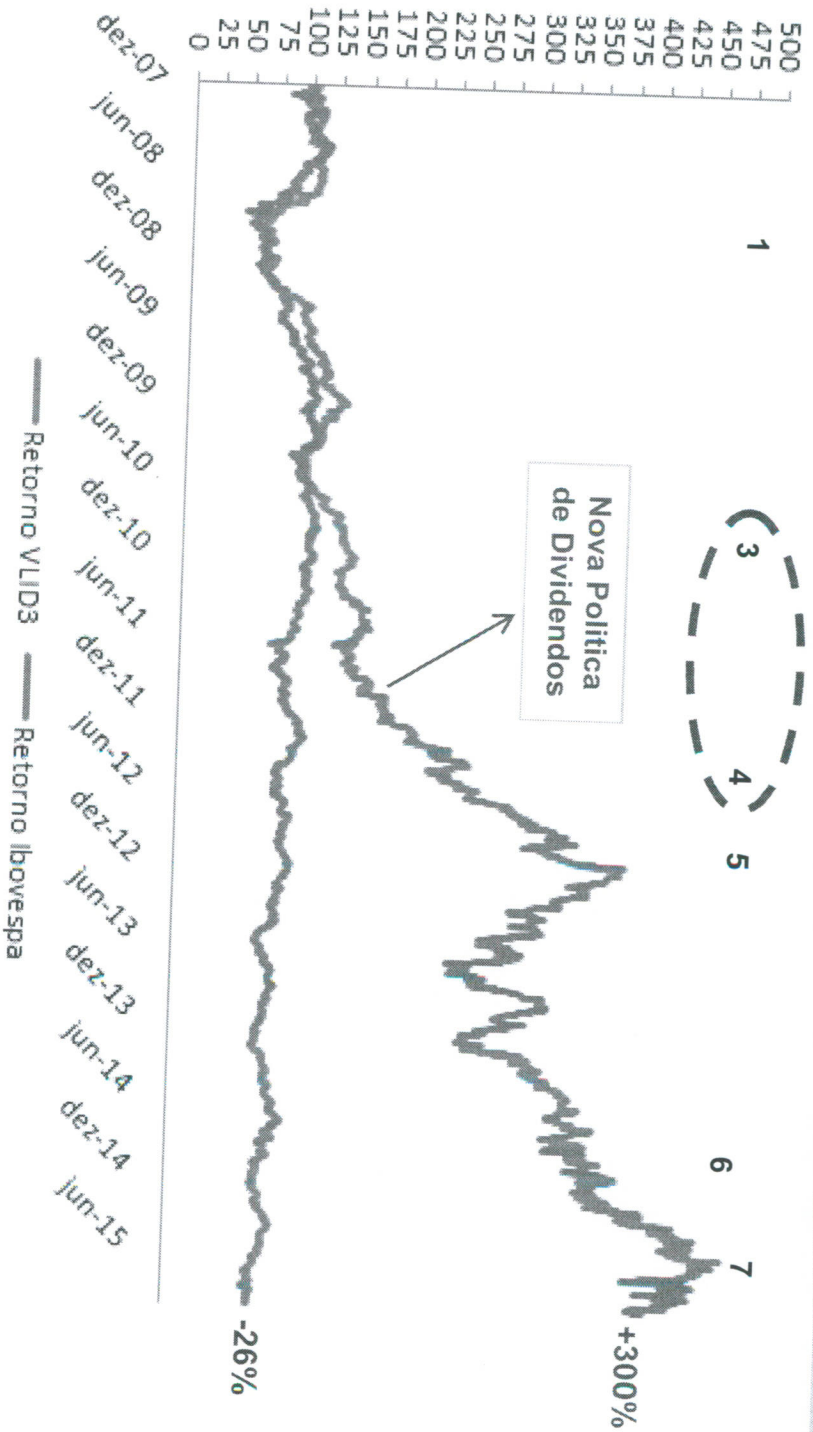 500
475
450
425
400
375
350
325
300
275
250
225
200
175
150
125
100
75
50
25
0
1
3
4
5
6
7
Nova Politica
de Dividendos
+300%
-26%
dez-07
jun-08
dez-08
jun-09
dez-09
jun-10
dez-10
jun-11
dez-11
jun-12
dez-12
jun-13
dez-13
jun-14
dez-14
jun-15
Retorno VLID3
Retorno Ibovespa